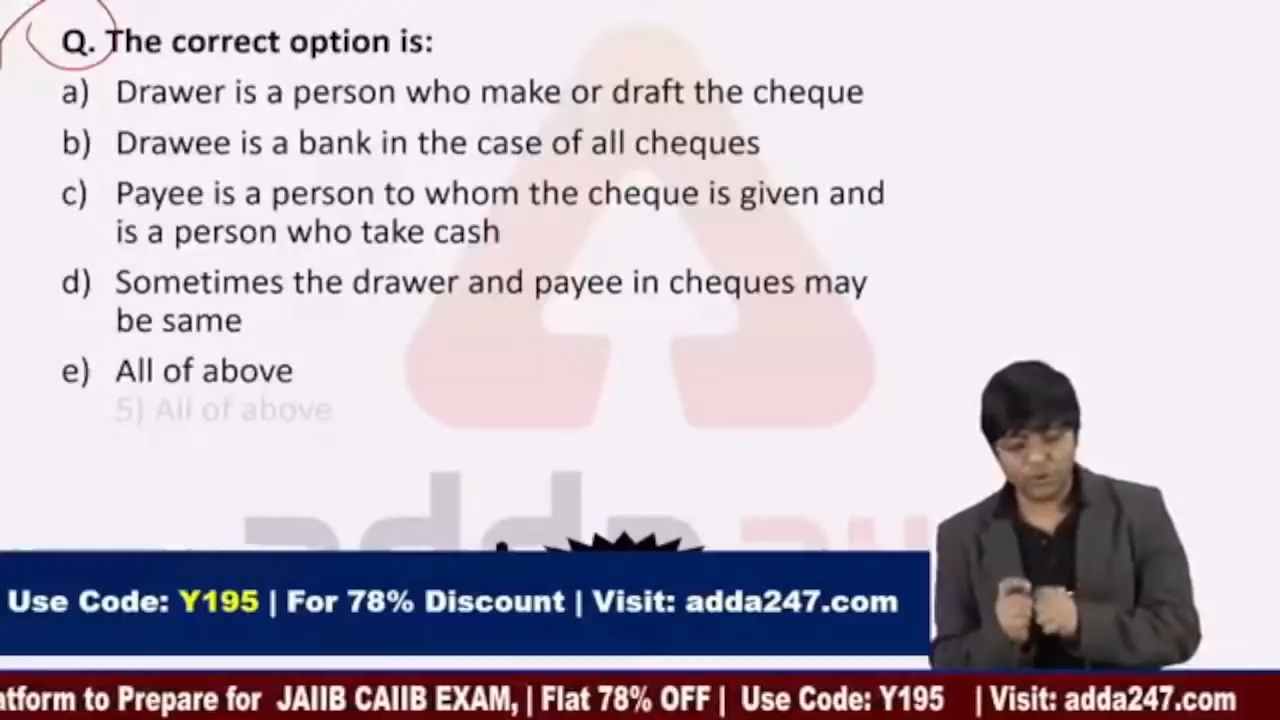 Q. The correct option is:
a) Drawer is a person who make or draft the cheque
b) Drawee is a bank in the case of all cheques
c) Payee is a person to whom the cheque is given and
is a person who take cash
d) Sometimes the drawer and payee in cheques may
be same
e) All of above
5) All of above
Use Code: Y195 | For 78% Discount | Visit: adda247.com
to Prepare for JAIIB CAIIB EXAM, | Flat 78% OFF | Use Code: Y195 | Visit: adda247.com